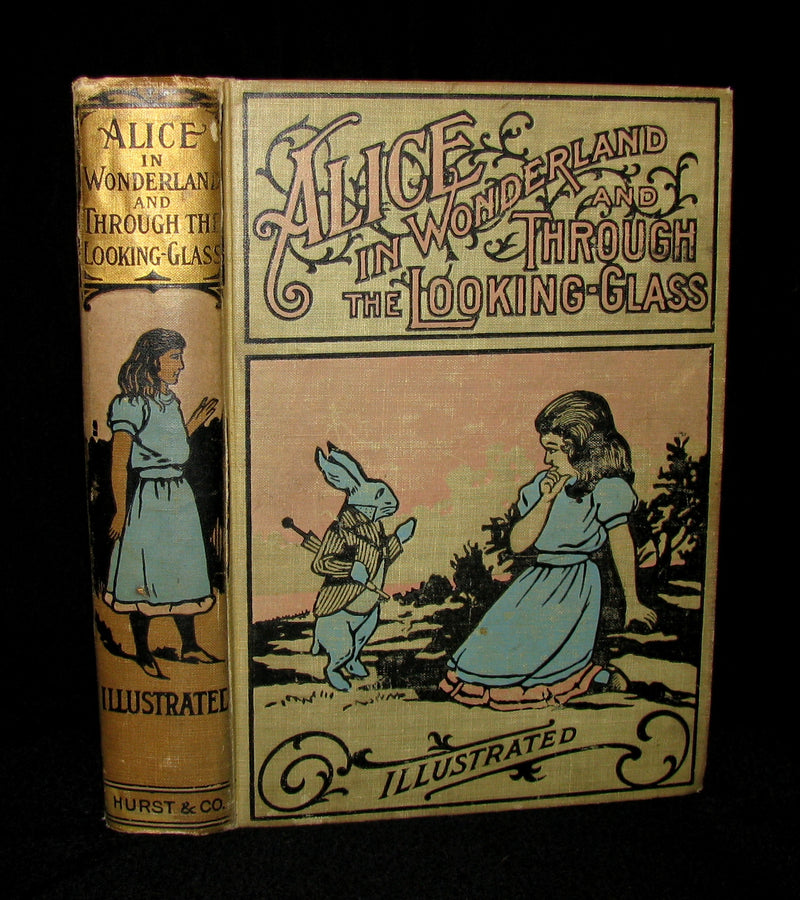 ALICE
IN
WONDERLAND
AND
THROUGH THE
LOOKING-GLASS
ILLUSTRATED
HURST & CO.
ALICE
IN WONDERLAND
AND
THROUGH
THE LOOKING-GLASS
ILLUSTRATED